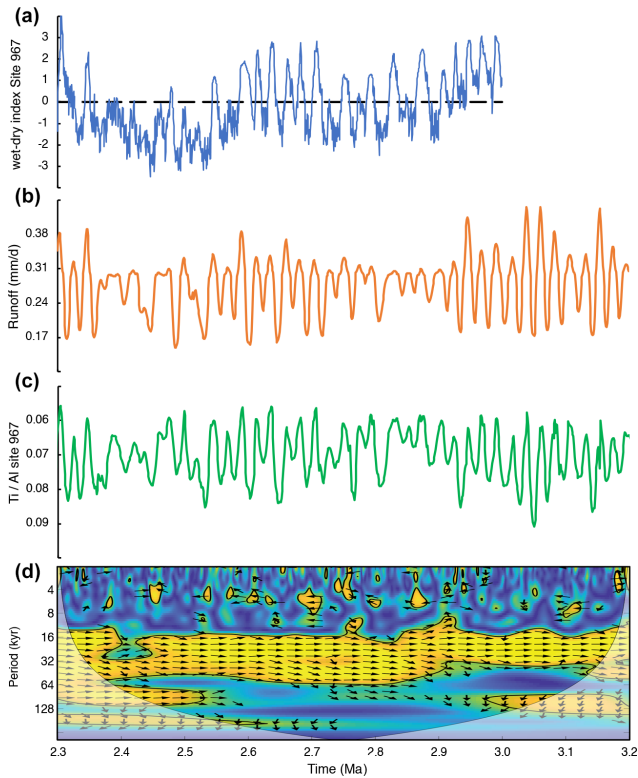 (a)
wet-dry index Site 967
3
2
1
0
-1
-2
-3
(b)
Runoff (mm/d)
0.38
0.31
0.24
0.17
(c)
Ti / Al site 967
0.06
0.07
0.08
0.09
(d)
Period (kyr)
4
8
16
32
64
128
2.3 2.4 2.5 2.6 2.7 2.8 2.9 3.0 3.1 3.2
Time (Ma)